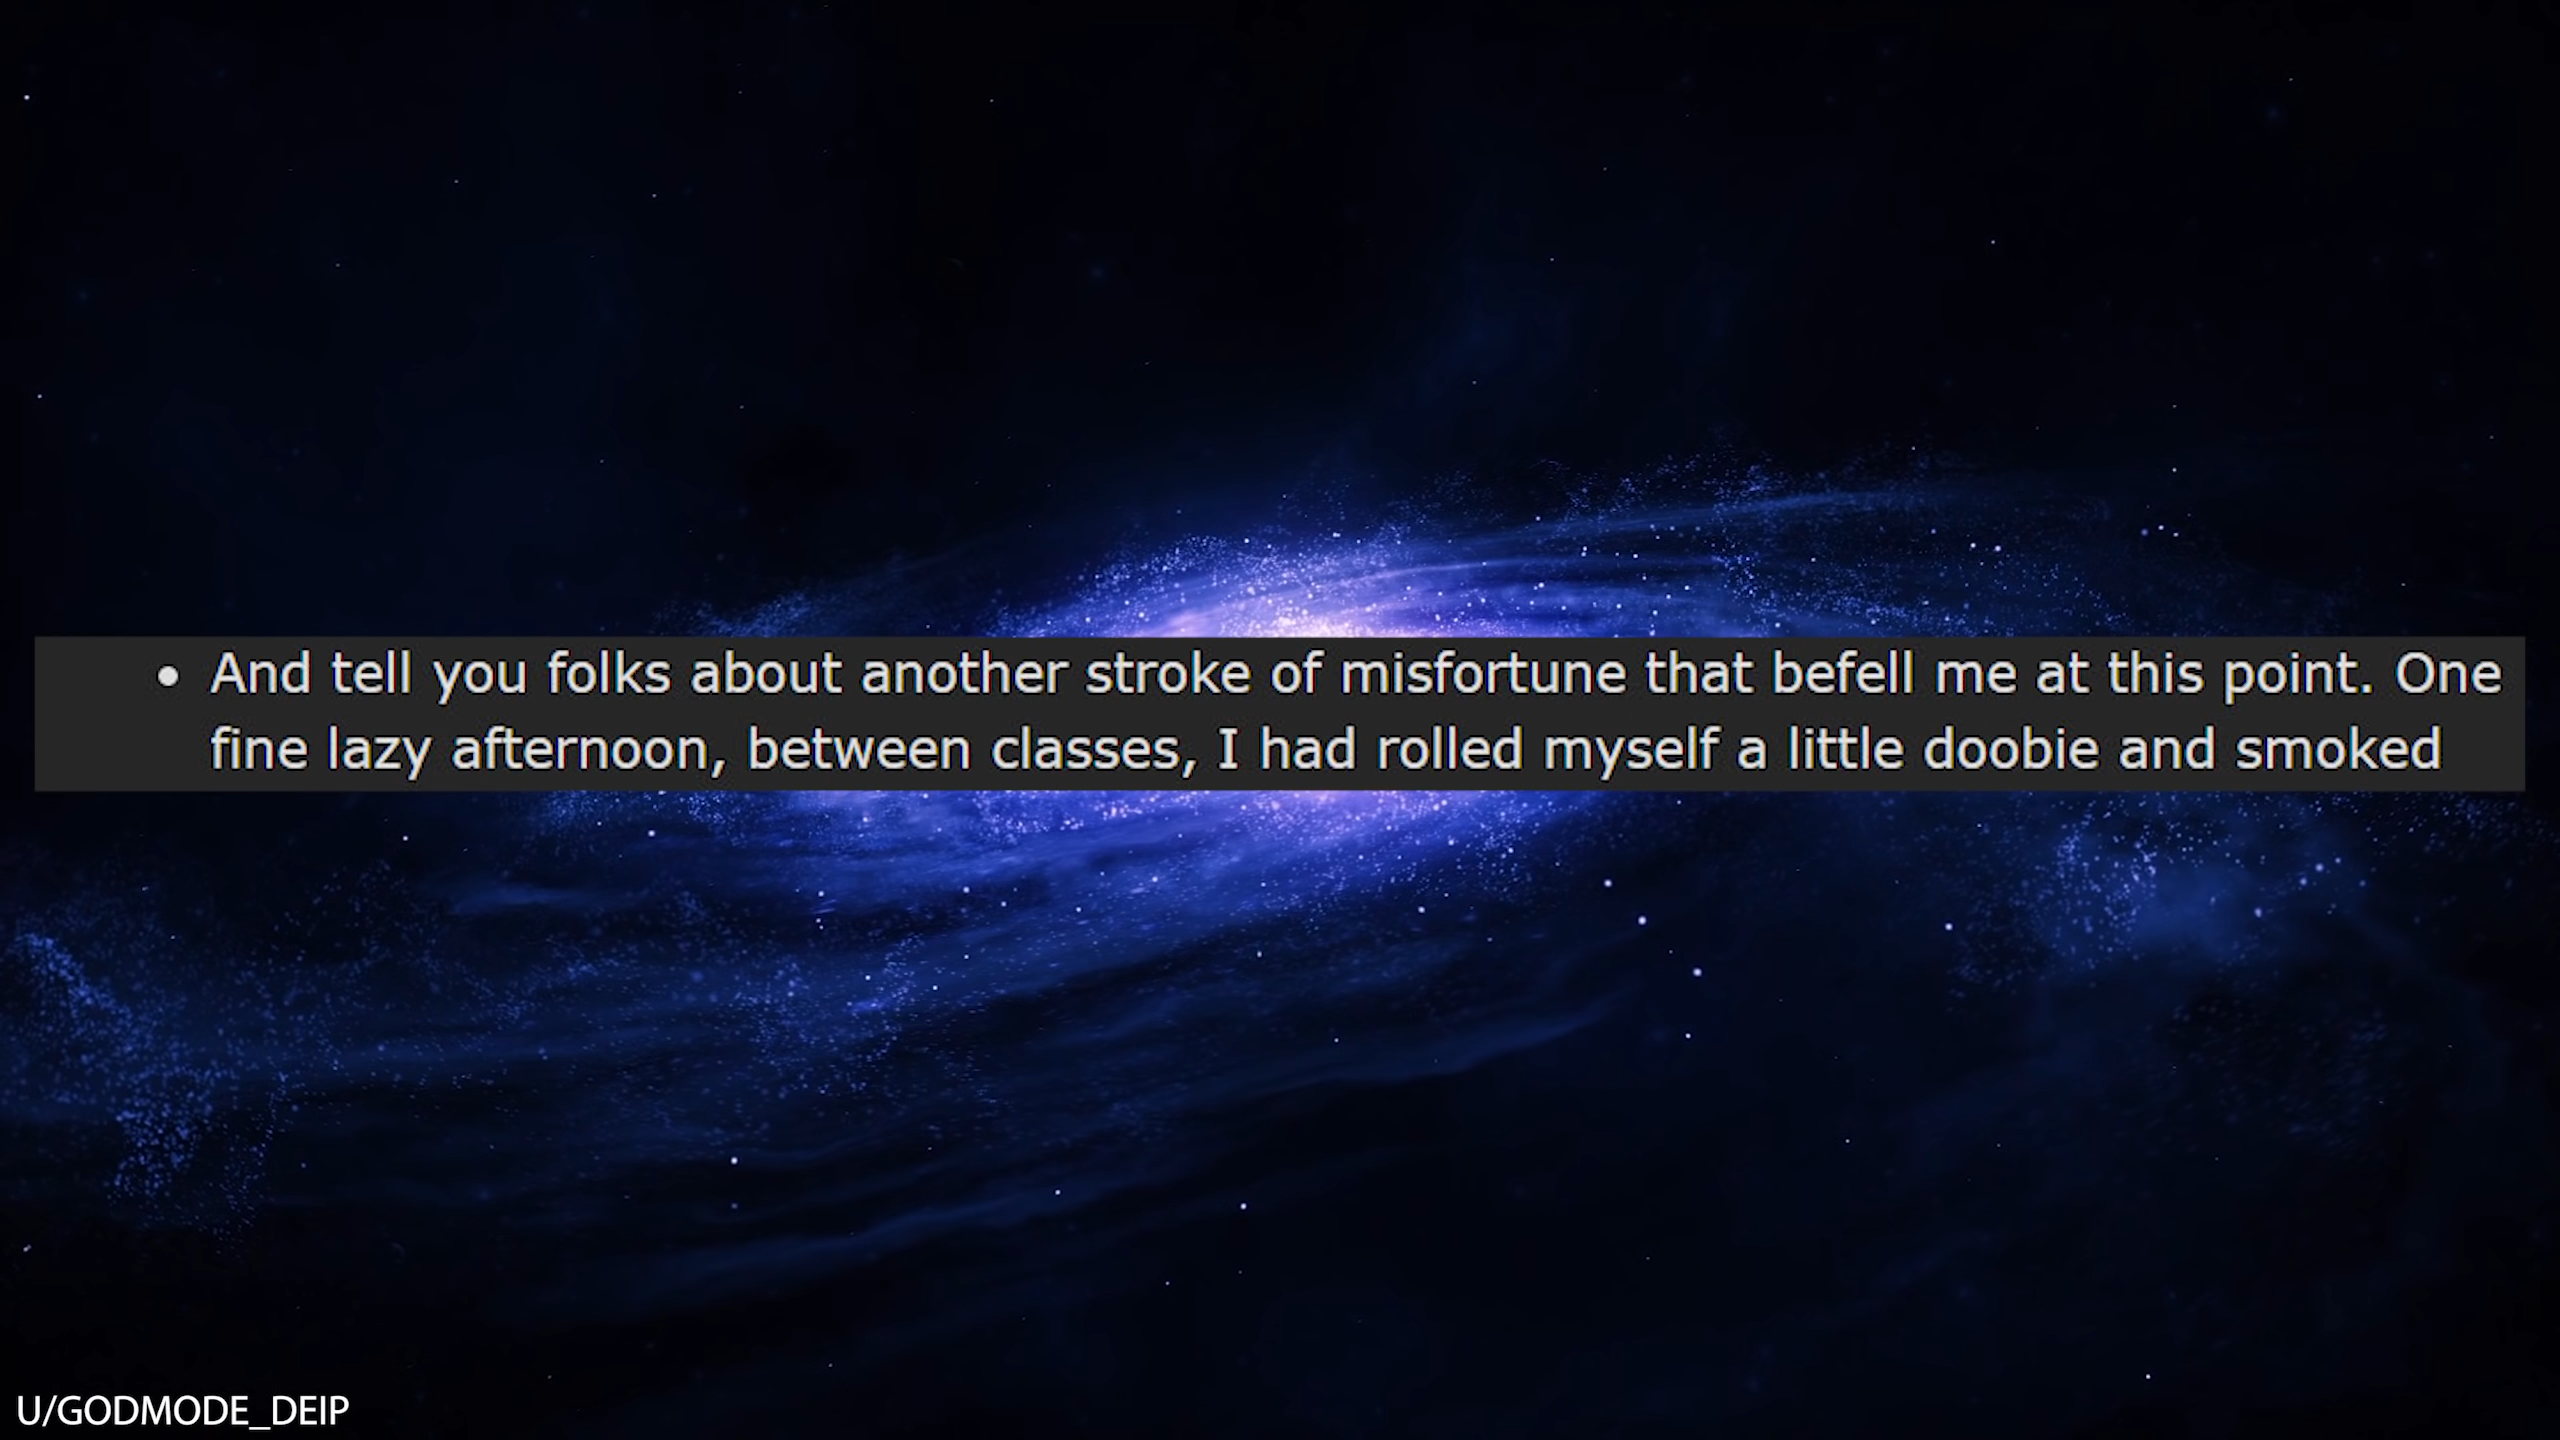 • And tell you folks about another stroke of misfortune that befell me at this point. One
fine lazy afternoon, between classes, I had rolled myself a little doobie and smoked
U/GODMODE_DEIP